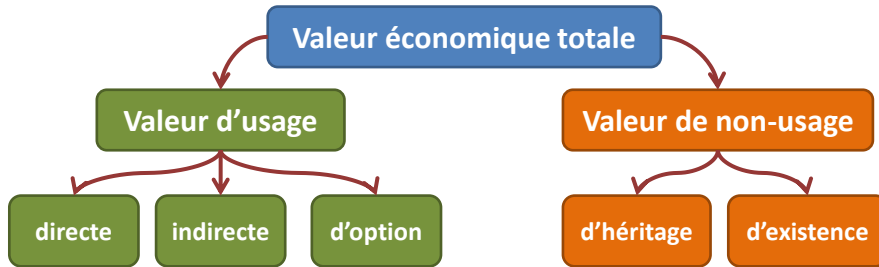 Valeur économique totale
Valeur d’usage
Valeur de non-usage
directe
indirecte
d’option
d’héritage
d’existence